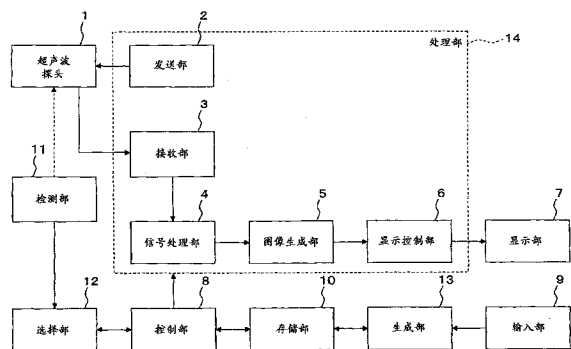 1
2
处理部
14
超声波
探头
发送部
3
11
接收部
检测部
4
5
6
7
信号处理部
图像生成部
显示控制部
显示部
12
8
10
13
9
选择部
控制部
存储部
生成部
输入部